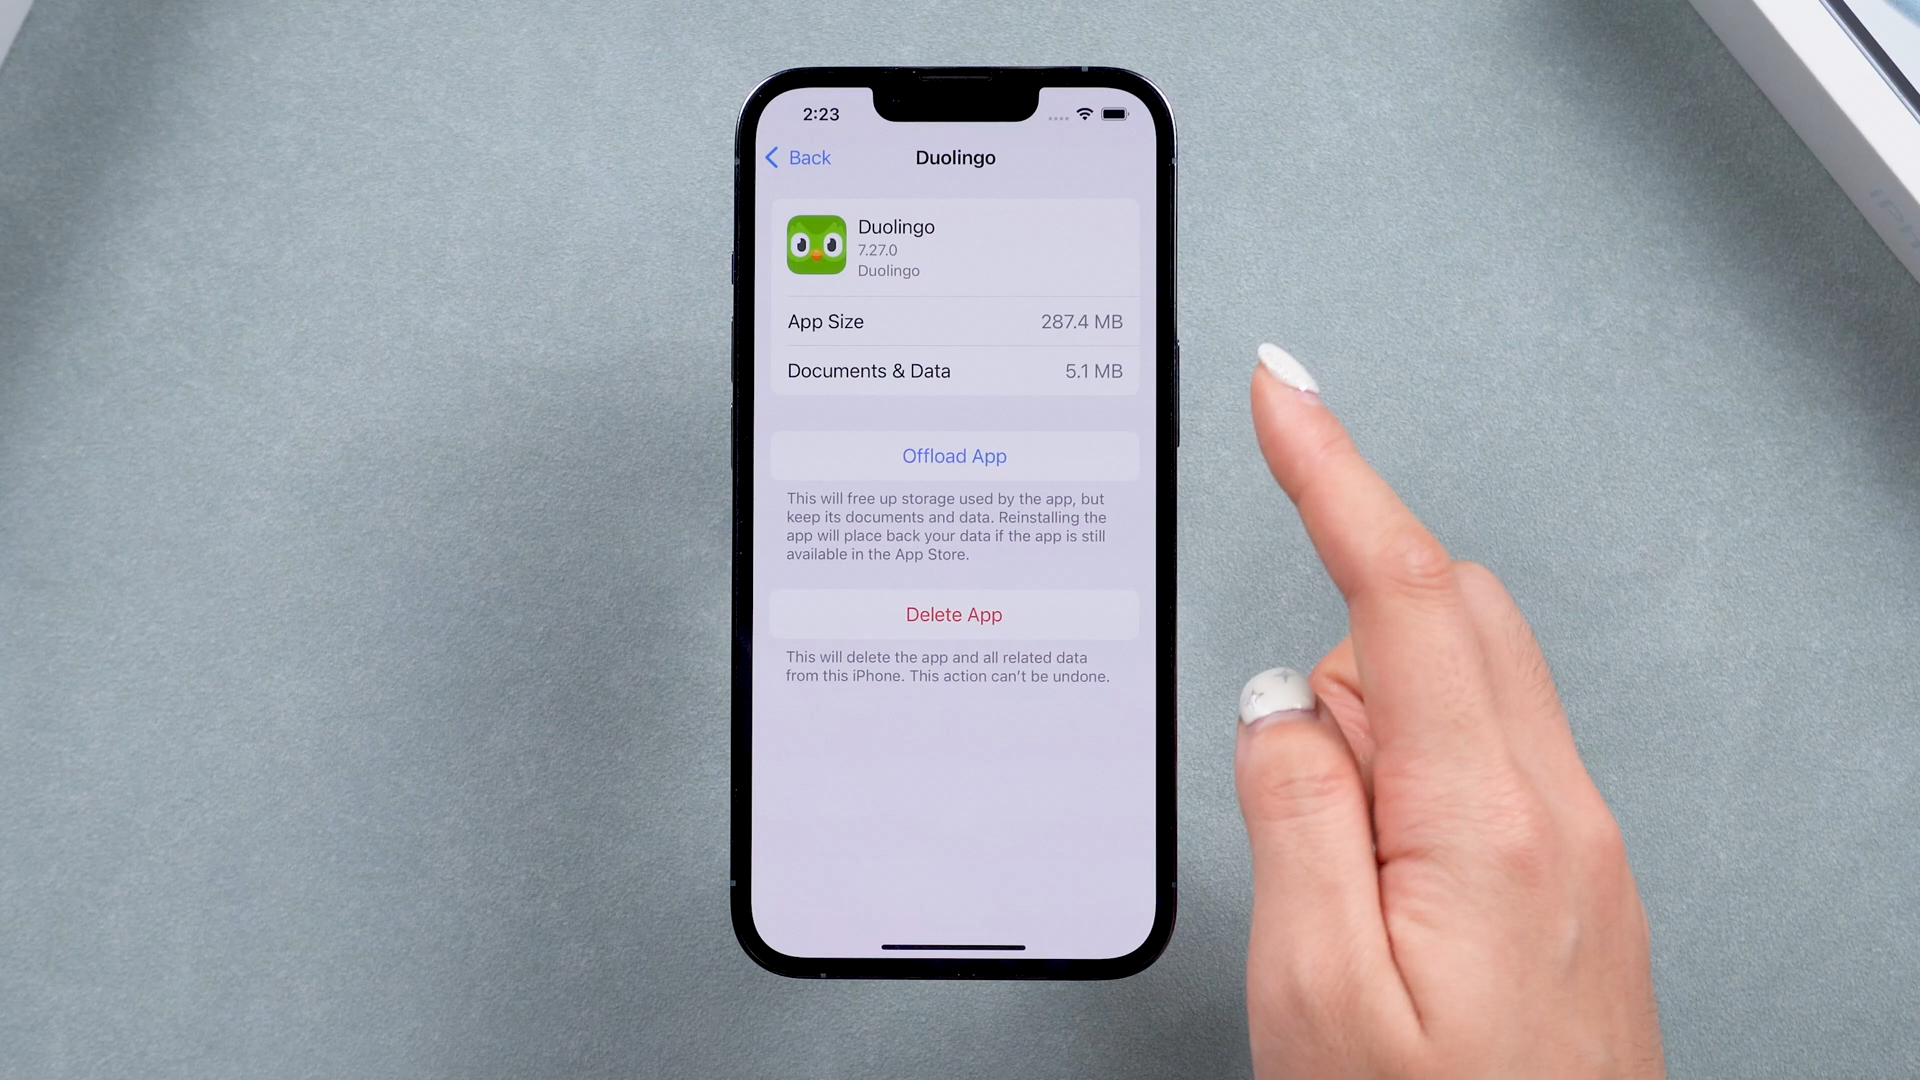 2:23
Back
Duolingo
Duolingo
7.27.0
Duolingo
App Size 287.4 MB
Documents & Data 5.1 MB
Offload App
This will free up storage used by the app, but
keep its documents and data. Reinstalling the
app will place back your data if the app is still
available in the App Store.
Delete App
This will delete the app and all related data
from this iPhone. This action can’t be undone.